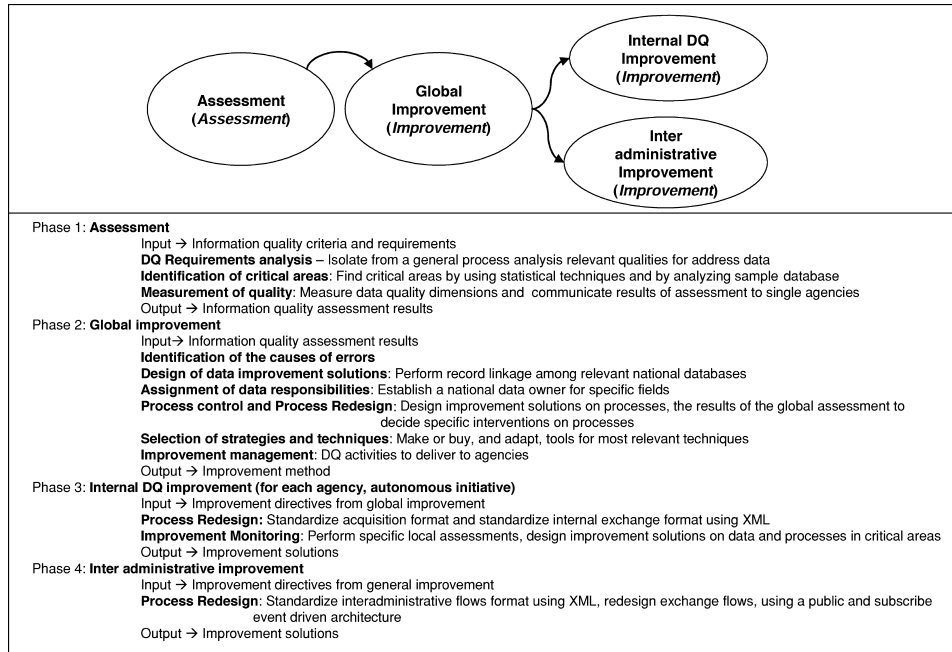 Assessment
(Assessment)
Global
Improvement
(Improvement)
Internal DQ
Improvement
(Improvement)
Inter
administrative
Improvement
(Improvement)
Phase 1: Assessment
Input → Information quality criteria and requirements
DQ Requirements analysis – Isolate from a general process analysis relevant qualities for address data
Identification of critical areas: Find critical areas by using statistical techniques and by analyzing sample database
Measurement of quality: Measure data quality dimensions and communicate results of assessment to single agencies
Output → Information quality assessment results
Phase 2: Global improvement
Input→ Information quality assessment results
Identification of the causes of errors
Design of data improvement solutions: Perform record linkage among relevant national databases
Assignment of data responsibilities: Establish a national data owner for specific fields
Process control and Process Redesign: Design improvement solutions on processes, the results of the global assessment to
decide specific interventions on processes
Selection of strategies and techniques: Make or buy, and adapt, tools for most relevant techniques
Improvement management: DQ activities to deliver to agencies
Output → Improvement method
Phase 3: Internal DQ improvement (for each agency, autonomous initiative)
Input → Improvement directives from global improvement
Process Redesign: Standardize acquisition format and standardize internal exchange format using XML
Improvement Monitoring: Perform specific local assessments, design improvement solutions on data and processes in critical areas
Output → Improvement solutions
Phase 4: Inter administrative improvement
Input → Improvement directives from general improvement
Process Redesign: Standardize interadministrative flows format using XML, redesign exchange flows, using a public and subscribe
event driven architecture
Output → Improvement solutions